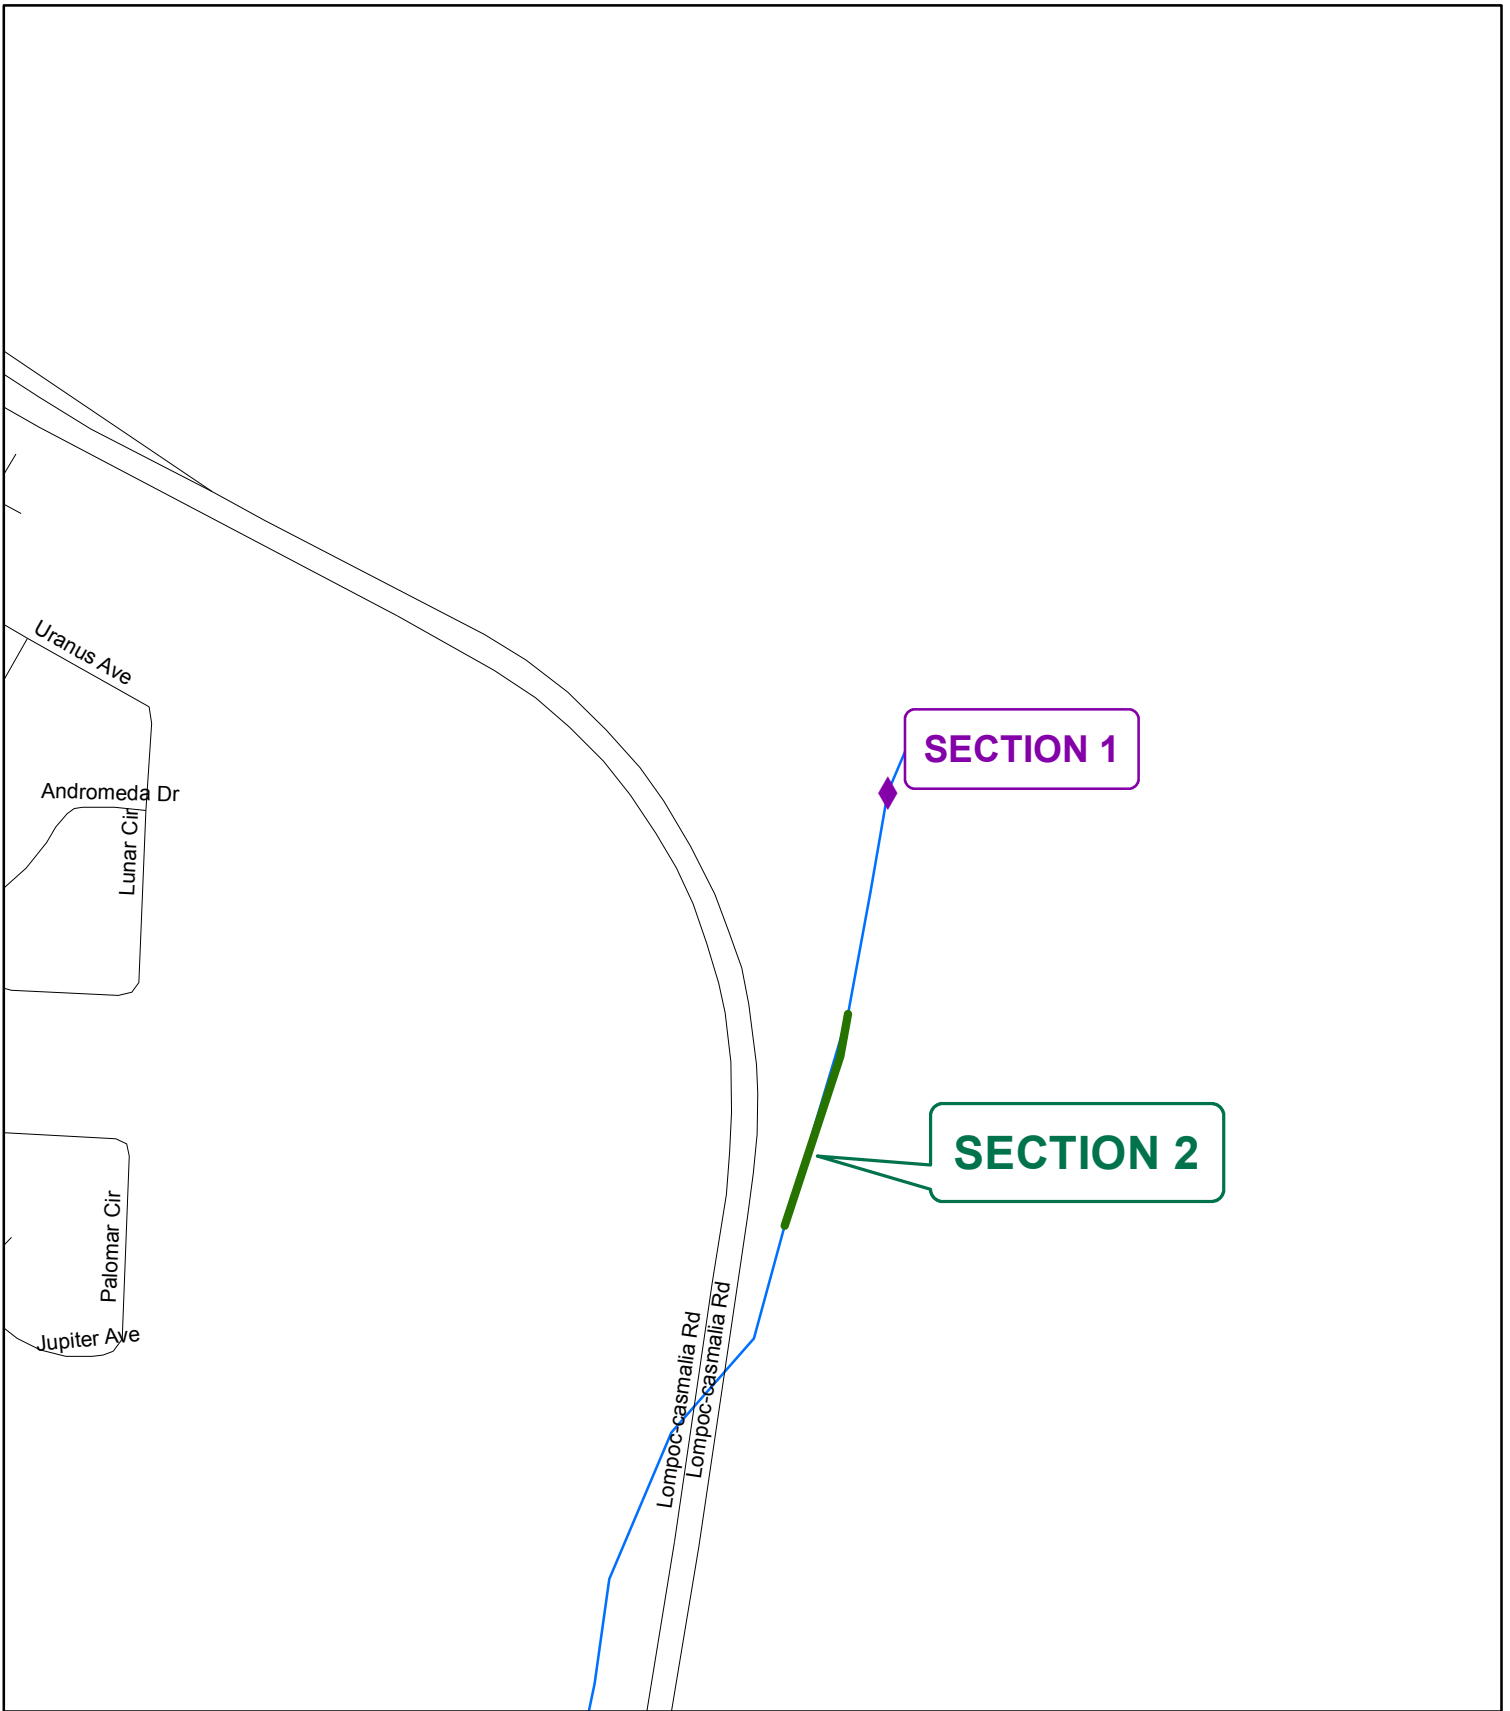 Uranus Ave
SECTION 1
Andromeda Dr
Lunar Cir
SECTION 2
Palomar Cir
Jupiter Ave
Lompoc-casmalia Rd
Lompoc-casmalia Rd